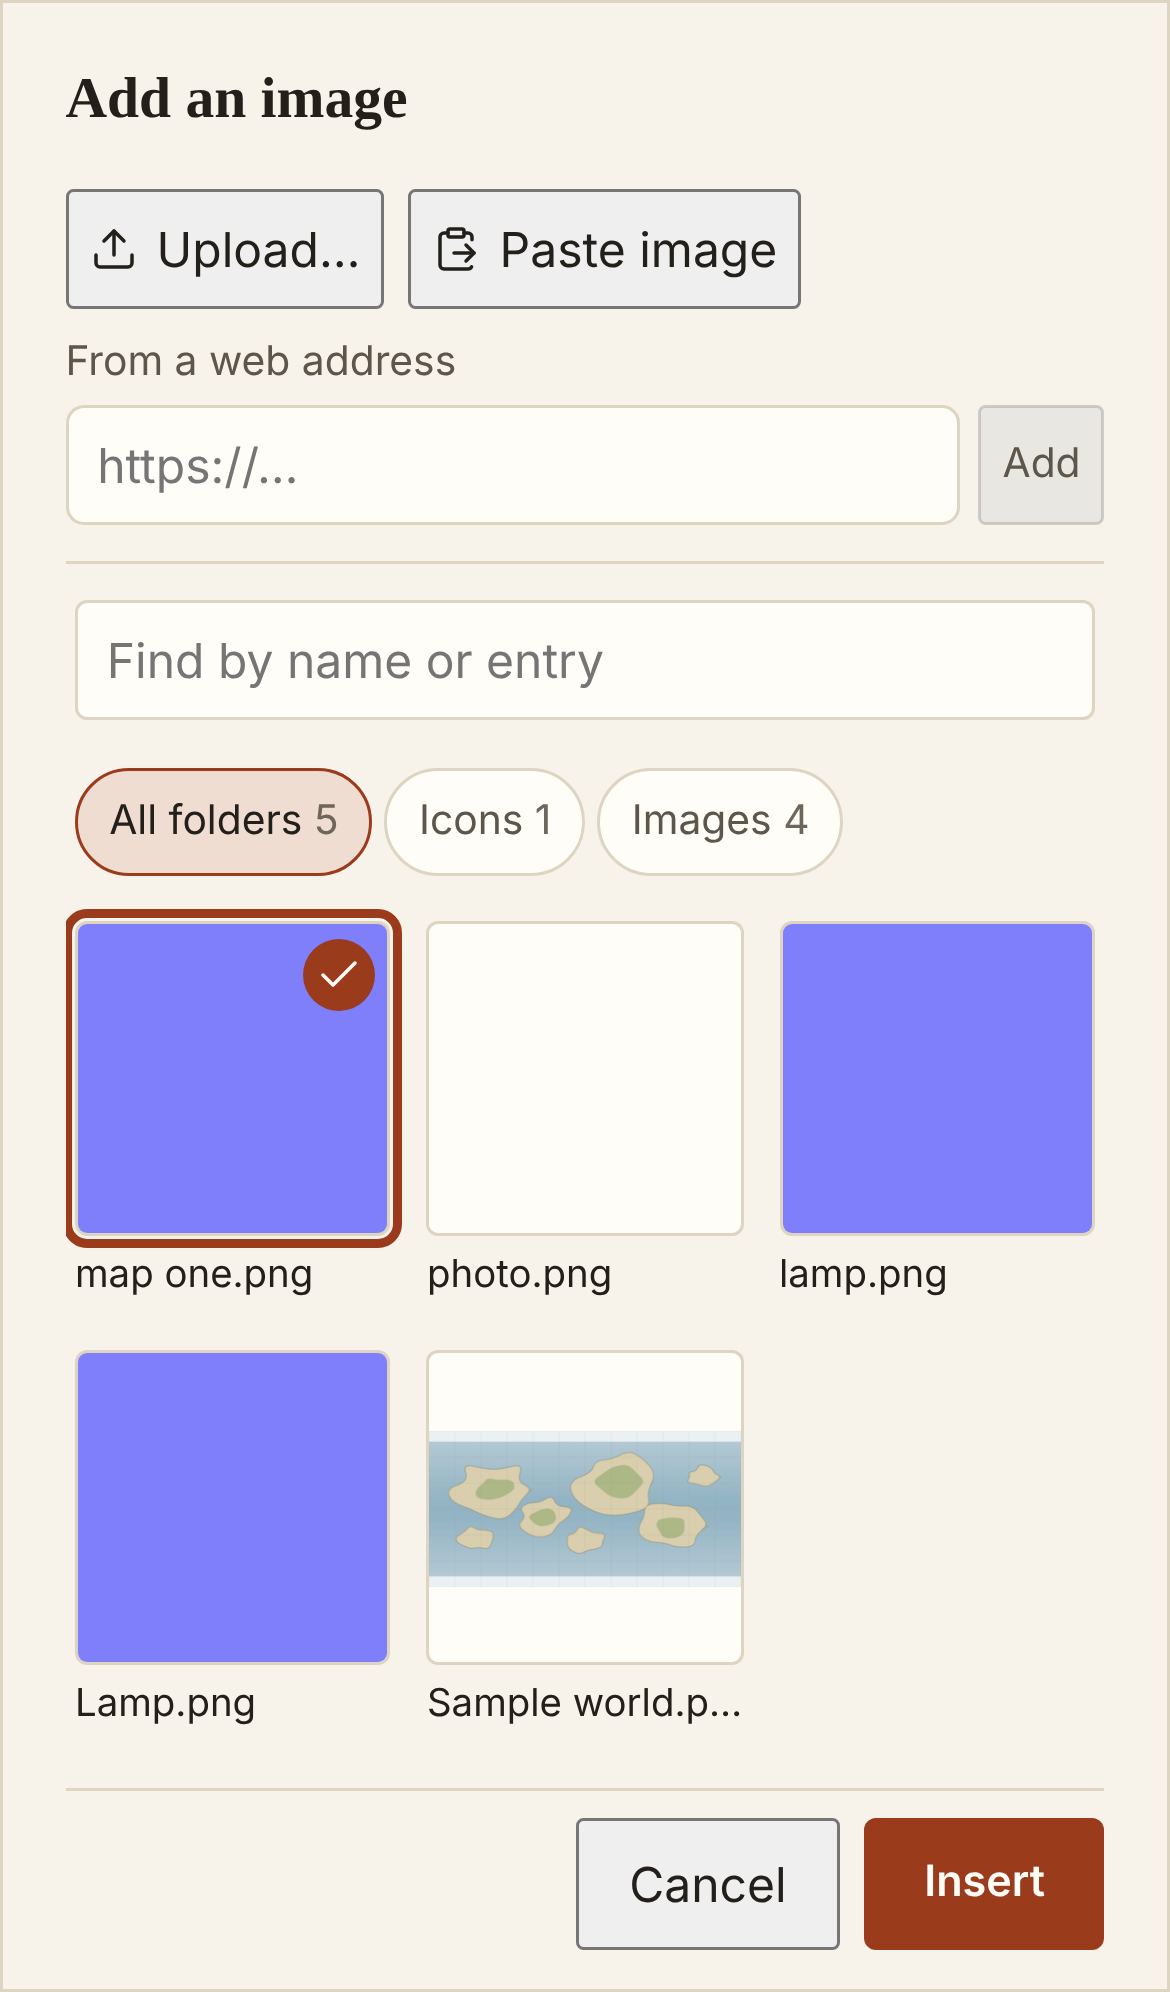 Add an image
Upload...
Paste image
From a web address
https://...
Add
Find by name or entry
All folders 5
Icons 1
Images 4
map one.png
photo.png
lamp.png
Lamp.png
Sample world.p...
Cancel
Insert